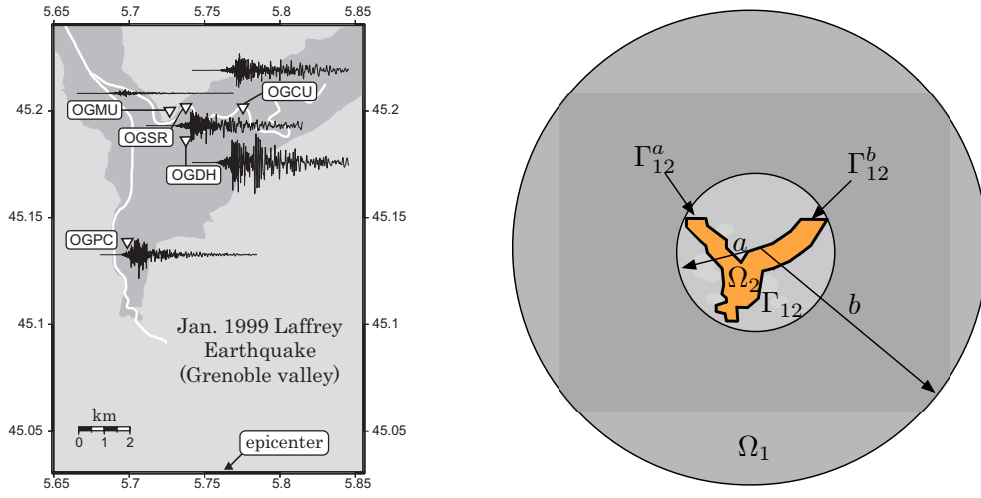 5.65 5.7 5.75 5.8 5.85
45.2
45.15
45.1
45.05
OGMU
OGSR
OGCU
OGDH
OGPC
45.2
45.15
45.1
45.05
Jan. 1999 Laffrey
Earthquake
(Grenoble valley)
km
0 1 2
epicenter
5.65 5.7 5.75 5.8 5.85
Γ₁₂ᵃ
Γ₁₂ᵇ
a
Ω₂
Γ₁₂
b
Ω₁